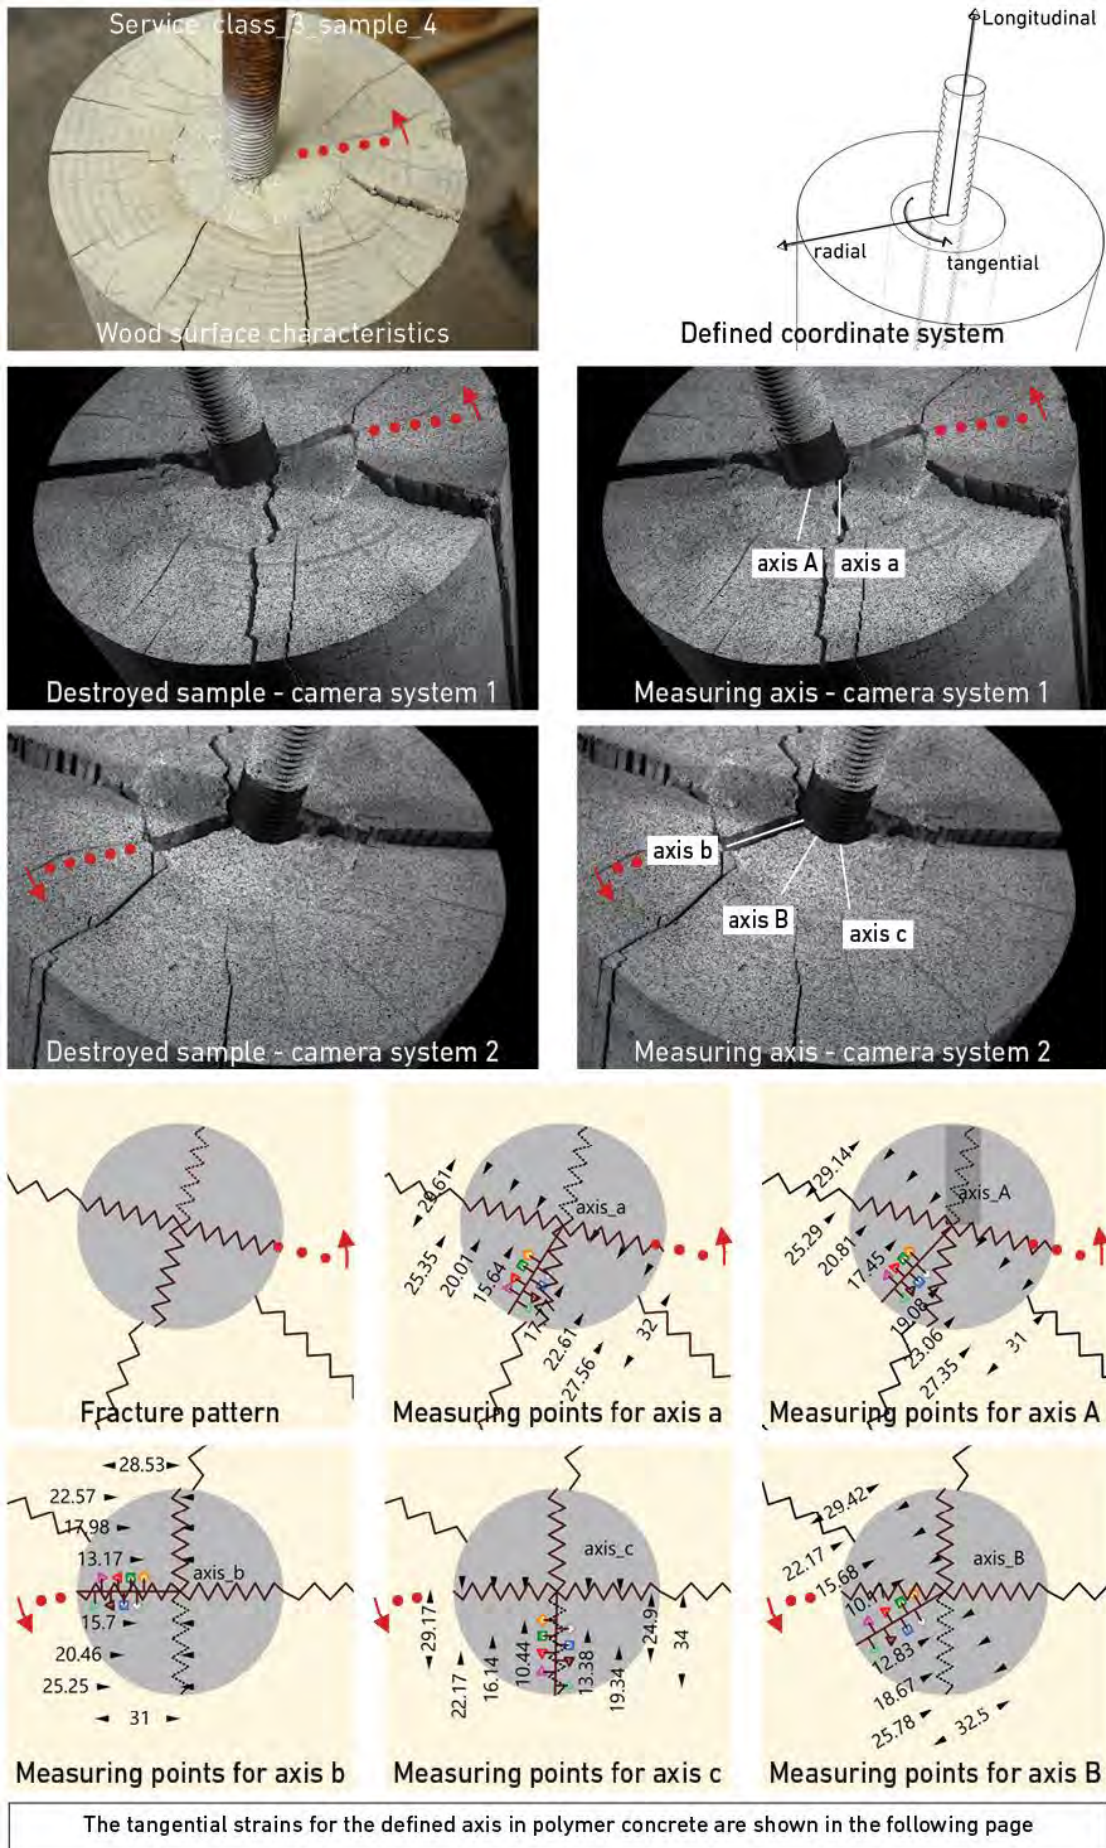 Service class_3_sample_4
Wood surface characteristics
Longitudinal
radial
tangential
Defined coordinate system
Destroyed sample - camera system 1
axis A
axis a
Measuring axis - camera system 1
Destroyed sample - camera system 2
axis b
axis B
axis c
Measuring axis - camera system 2
Fracture pattern
29.61
25.35
20.01
15.64
axis_a
22.61
27.56
32
Measuring points for axis a
29.14
25.29
20.81
17.45
axis_A
19.08
23.06
27.35
31
Measuring points for axis A
28.53
22.57
17.98
13.17
axis_b
15.7
20.46
25.25
31
Measuring points for axis b
axis_c
29.17
22.17
16.14
10.44
13.38
19.34
24.9
34
Measuring points for axis c
29.42
22.17
15.68
axis_B
12.83
18.67
25.78
32.5
Measuring points for axis B
The tangential strains for the defined axis in polymer concrete are shown in the following page